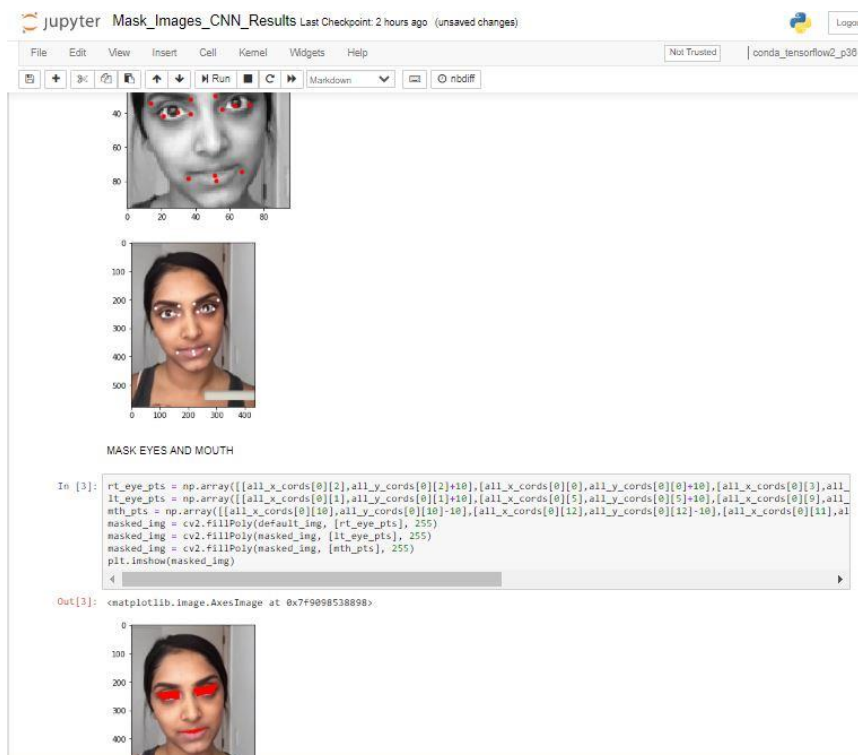 jupyter Mask_Images_CNN_Results Last Checkpoint: 2 hours ago (unsaved changes)
Logou
File Edit View Insert Cell Kernel Widgets Help
Not Trusted
conda_tensorflow2_p36
Run
Markdown
nbdiff
40
60
80
0 20 40 60 80
0
100
200
300
400
500
0 100 200 300 400
MASK EYES AND MOUTH
In [3]: rt_eye_pts = np.array([[all_x_cords[0][2],all_y_cords[0][2]+10],[all_x_cords[0][0],all_y_cords[0][0]+10],[all_x_cords[0][3],all_
lt_eye_pts = np.array([[all_x_cords[0][1],all_y_cords[0][1]+10],[all_x_cords[0][5],all_y_cords[0][5]+10],[all_x_cords[0][9],all_
mth_pts = np.array([[all_x_cords[0][10],all_y_cords[0][10]-10],[all_x_cords[0][12],all_y_cords[0][12]-10],[all_x_cords[0][11],al
masked_img = cv2.fillPoly(default_img, [rt_eye_pts], 255)
masked_img = cv2.fillPoly(masked_img, [lt_eye_pts], 255)
masked_img = cv2.fillPoly(masked_img, [mth_pts], 255)
plt.imshow(masked_img)
Out[3]: <matplotlib.image.AxesImage at 0x7f9098538898>
0
100
200
300
400